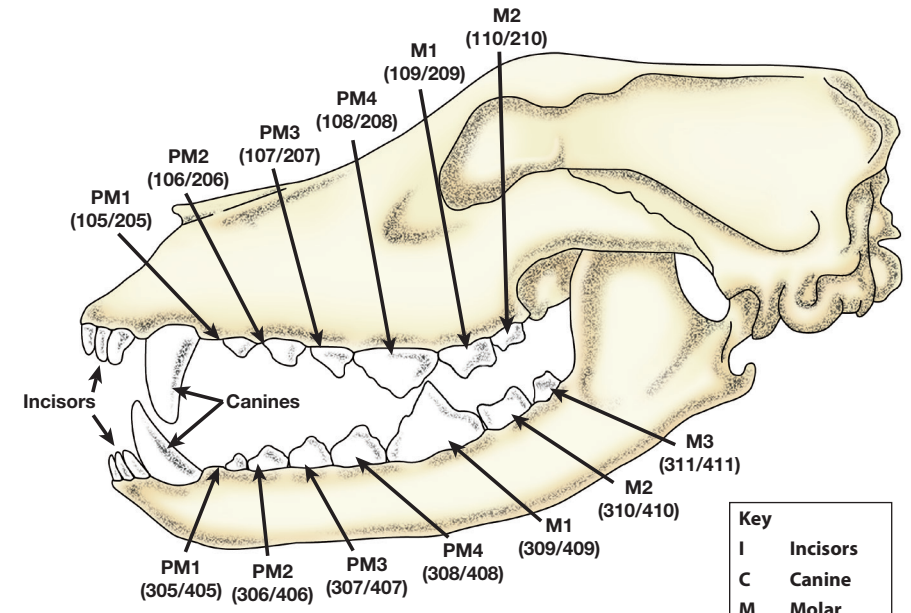 M2
(110/210)
M1
(109/209)
PM4
(108/208)
PM3
(107/207)
PM2
(106/206)
PM1
(105/205)
Incisors
Canines
M3
(311/411)
M2
(310/410)
M1
(309/409)
PM4
(308/408)
PM3
(307/407)
PM2
(306/406)
PM1
(305/405)
Key
I Incisors
C Canine
M Molar